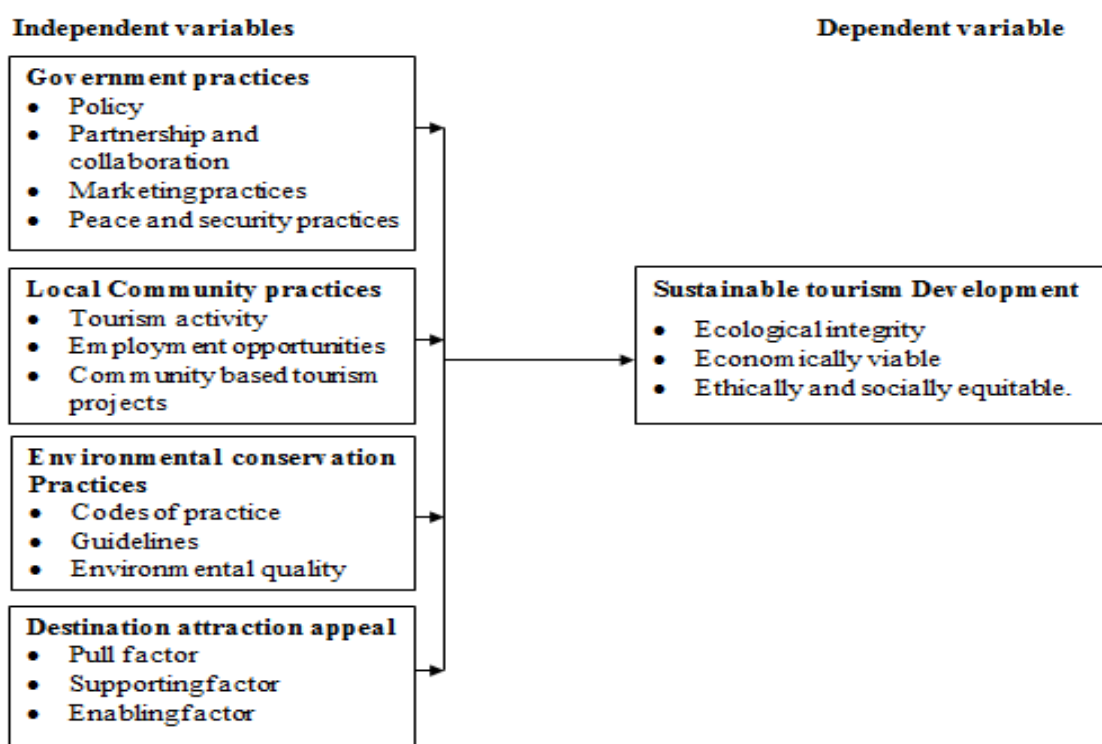 Independent variables
Dependent variable
Government practices
• Policy
• Partnership and
collaboration
• Marketing practices
• Peace and security practices
Local Community practices
• Tourism activity
• Employment opportunities
• Community based tourism
projects
Environmental conservation
Practices
• Codes of practice
• Guidelines
• Environmental quality
Destination attraction appeal
• Pull factor
• Supporting factor
• Enabling factor
Sustainable tourism Development
• Ecological integrity
• Economically viable
• Ethically and socially equitable.